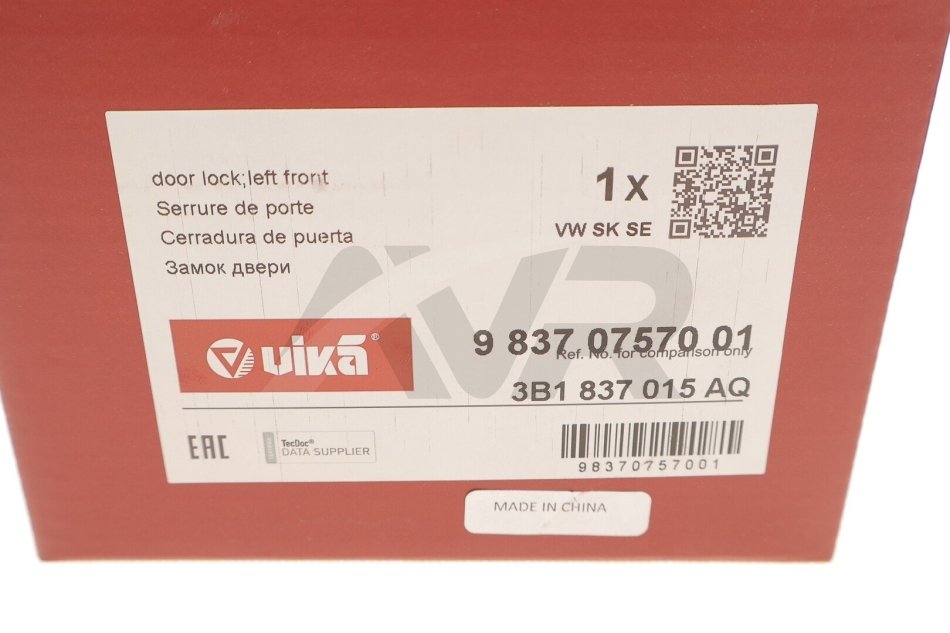 door lock;left front
Serrure de porte
Cerradura de puerta
Замок двери
1x
VW SK SE
AVR
vika®
9 837 07570 01
Ref. No. for comparison only
3B1 837 015 AQ
EAC
TecDoc®
DATA SUPPLIER
98370757001
MADE IN CHINA